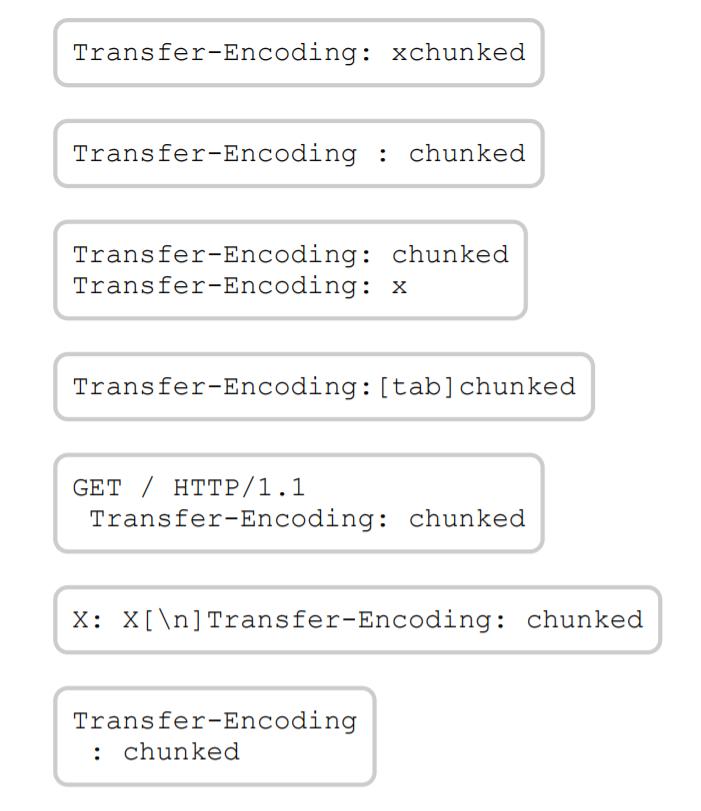 Transfer-Encoding: xchunked
Transfer-Encoding : chunked
Transfer-Encoding: chunked
Transfer-Encoding: x
Transfer-Encoding:[tab]chunked
GET / HTTP/1.1
 Transfer-Encoding: chunked
X: X[\n]Transfer-Encoding: chunked
Transfer-Encoding
 : chunked